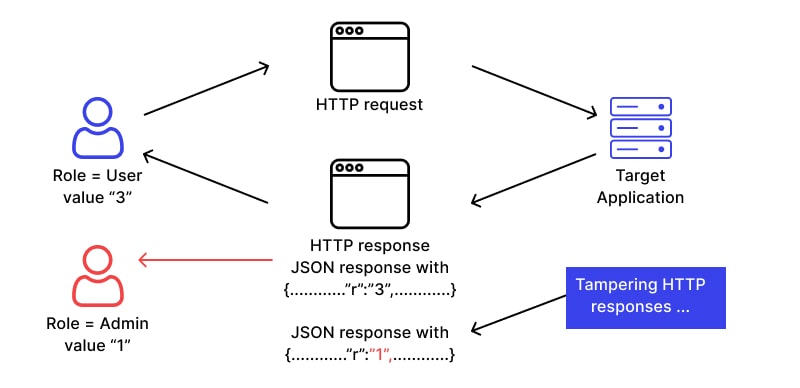 HTTP request
Role = User
value “3”
Target
Application
HTTP response
JSON response with
{............”r”:”3”,............}
Role = Admin
value “1”
Tampering HTTP
responses ...
JSON response with
{............”r”:”1”,............}